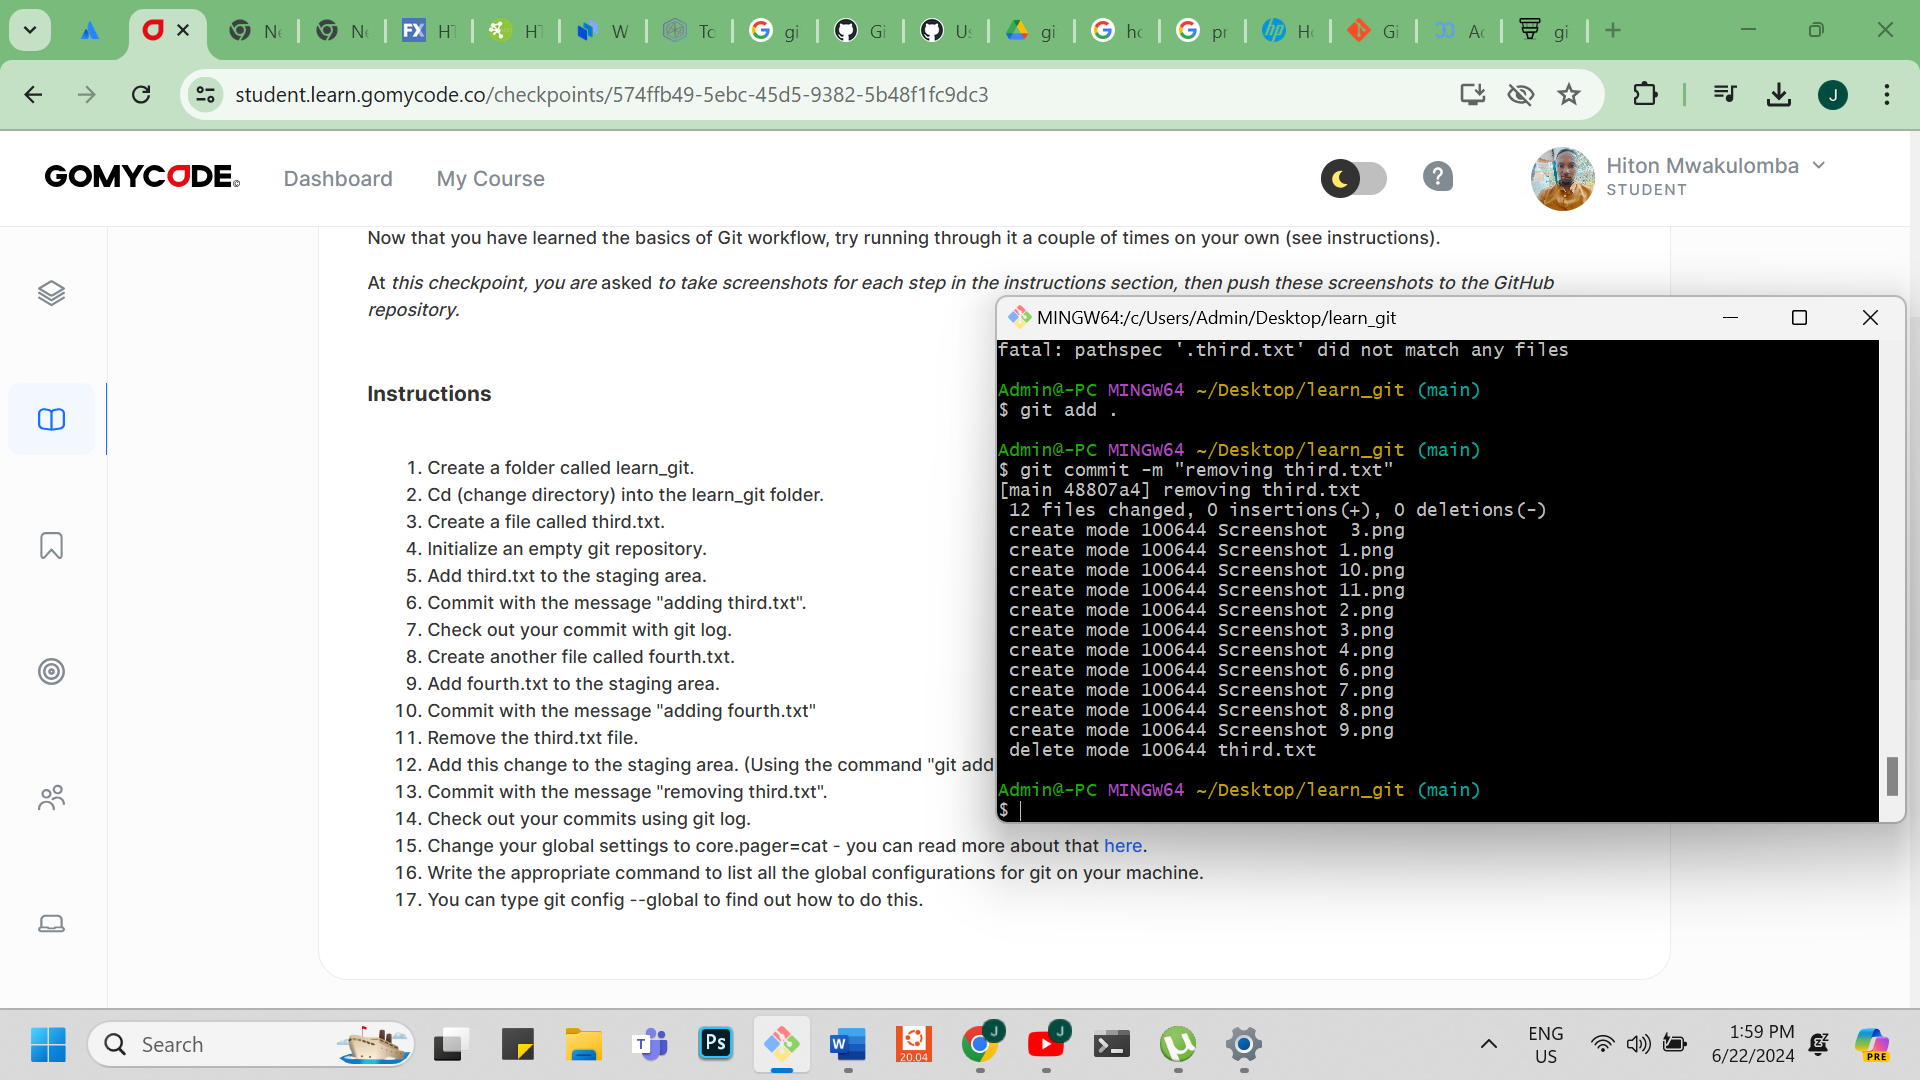 Ne
Ne
FX
HT
HT
W
To
gi
Gi
Us
gi
ho
pr
Ho
Gi
Ac
gi
student.learn.gomycode.co/checkpoints/574ffb49-5ebc-45d5-9382-5b48f1fc9dc3
J
GOMYCODE
Dashboard
My Course
Hiton Mwakulomba
STUDENT
Now that you have learned the basics of Git workflow, try running through it a couple of times on your own (see instructions).
At this checkpoint, you are asked to take screenshots for each step in the instructions section, then push these screenshots to the GitHub
repository.
Instructions
1. Create a folder called learn_git.
2. Cd (change directory) into the learn_git folder.
3. Create a file called third.txt.
4. Initialize an empty git repository.
5. Add third.txt to the staging area.
6. Commit with the message "adding third.txt".
7. Check out your commit with git log.
8. Create another file called fourth.txt.
9. Add fourth.txt to the staging area.
10. Commit with the message "adding fourth.txt"
11. Remove the third.txt file.
12. Add this change to the staging area. (Using the command "git add
13. Commit with the message "removing third.txt".
14. Check out your commits using git log.
15. Change your global settings to core.pager=cat - you can read more about that here.
16. Write the appropriate command to list all the global configurations for git on your machine.
17. You can type git config --global to find out how to do this.
MINGW64:/c/Users/Admin/Desktop/learn_git
fatal: pathspec '.third.txt' did not match any files
Admin@-PC MINGW64 ~/Desktop/learn_git (main)
$ git add .
Admin@-PC MINGW64 ~/Desktop/learn_git (main)
$ git commit -m "removing third.txt"
[main 48807a4] removing third.txt
12 files changed, 0 insertions(+), 0 deletions(-)
create mode 100644 Screenshot  3.png
create mode 100644 Screenshot 1.png
create mode 100644 Screenshot 10.png
create mode 100644 Screenshot 11.png
create mode 100644 Screenshot 2.png
create mode 100644 Screenshot 3.png
create mode 100644 Screenshot 4.png
create mode 100644 Screenshot 6.png
create mode 100644 Screenshot 7.png
create mode 100644 Screenshot 8.png
create mode 100644 Screenshot 9.png
delete mode 100644 third.txt
Admin@-PC MINGW64 ~/Desktop/learn_git (main)
$
Search
Ps
20.04
J
J
ENG
US
1:59 PM
6/22/2024
PRE